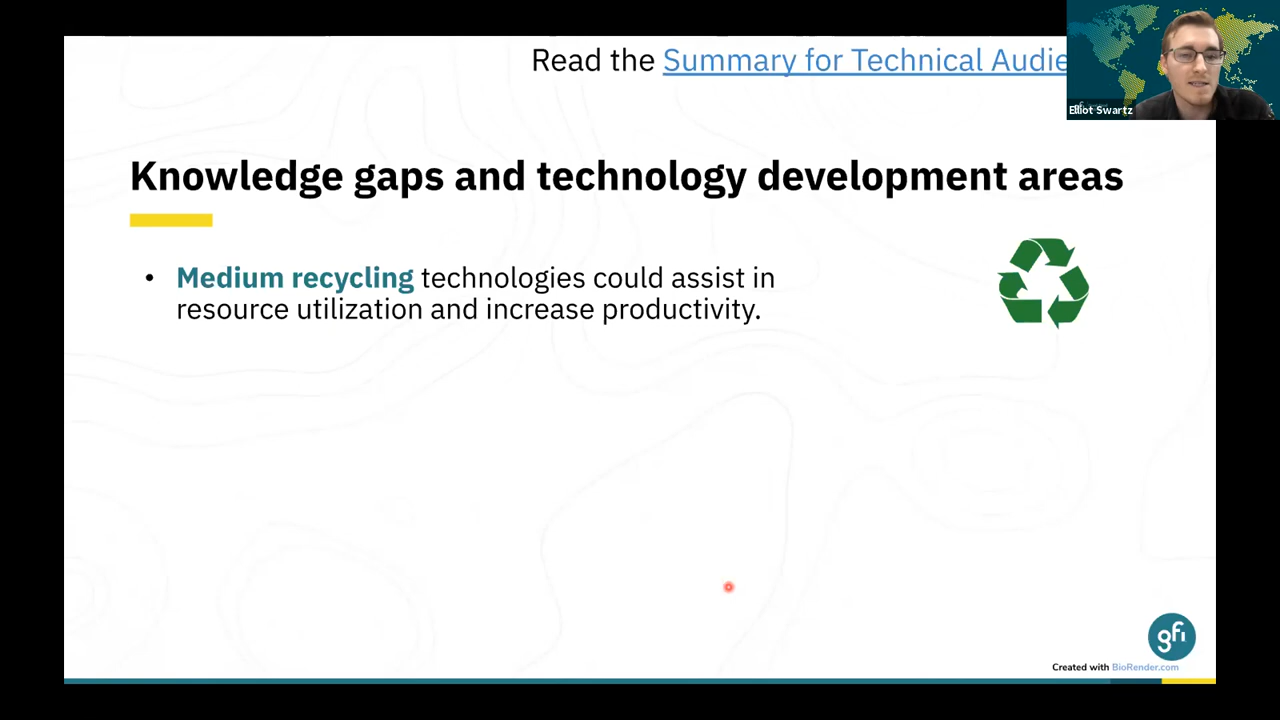 Read the Summary for Technical Audie
Elliot Swartz
Knowledge gaps and technology development areas
• Medium recycling technologies could assist in
resource utilization and increase productivity.
gfi
Created with BioRender.com